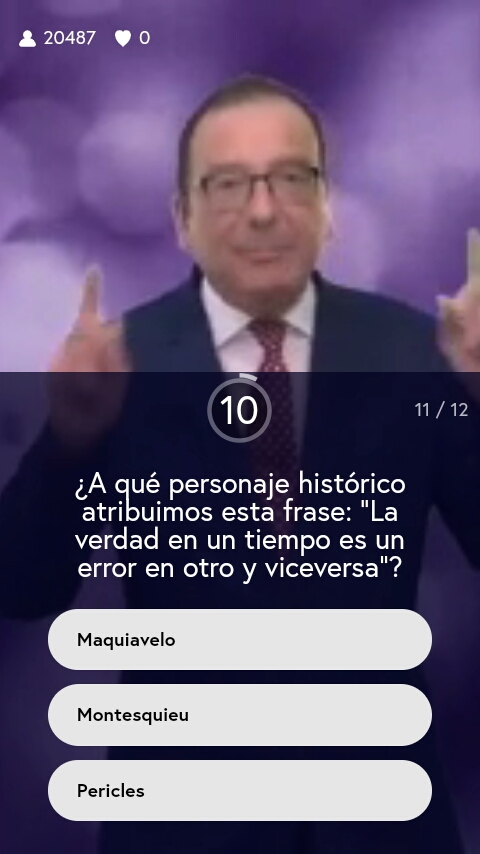 20487 0
10
11 / 12
¿A qué personaje histórico
atribuimos esta frase: "La
verdad en un tiempo es un
error en otro y viceversa"?
Maquiavelo
Montesquieu
Pericles